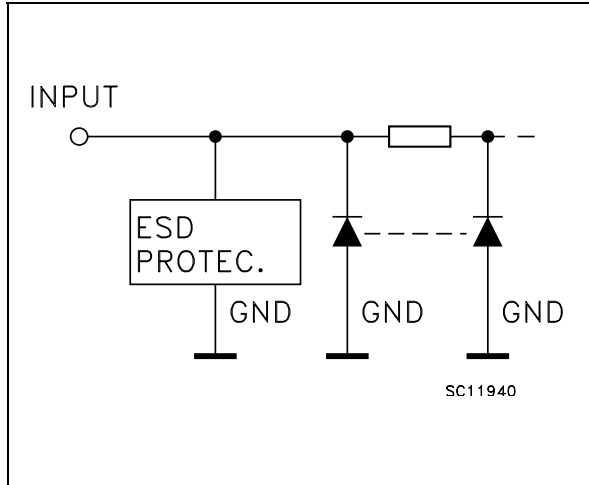 INPUT
ESD
PROTEC.
GND
GND
GND
SC11940